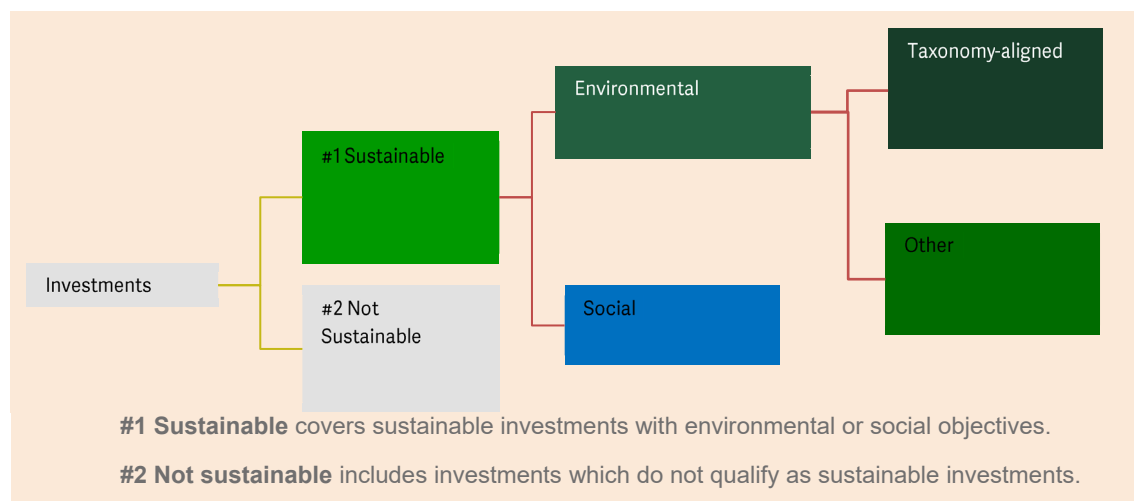 Taxonomy-aligned
Environmental
#1 Sustainable
Other
Investments
#2 Not
Sustainable
Social
#1 Sustainable covers sustainable investments with environmental or social objectives.
#2 Not sustainable includes investments which do not qualify as sustainable investments.